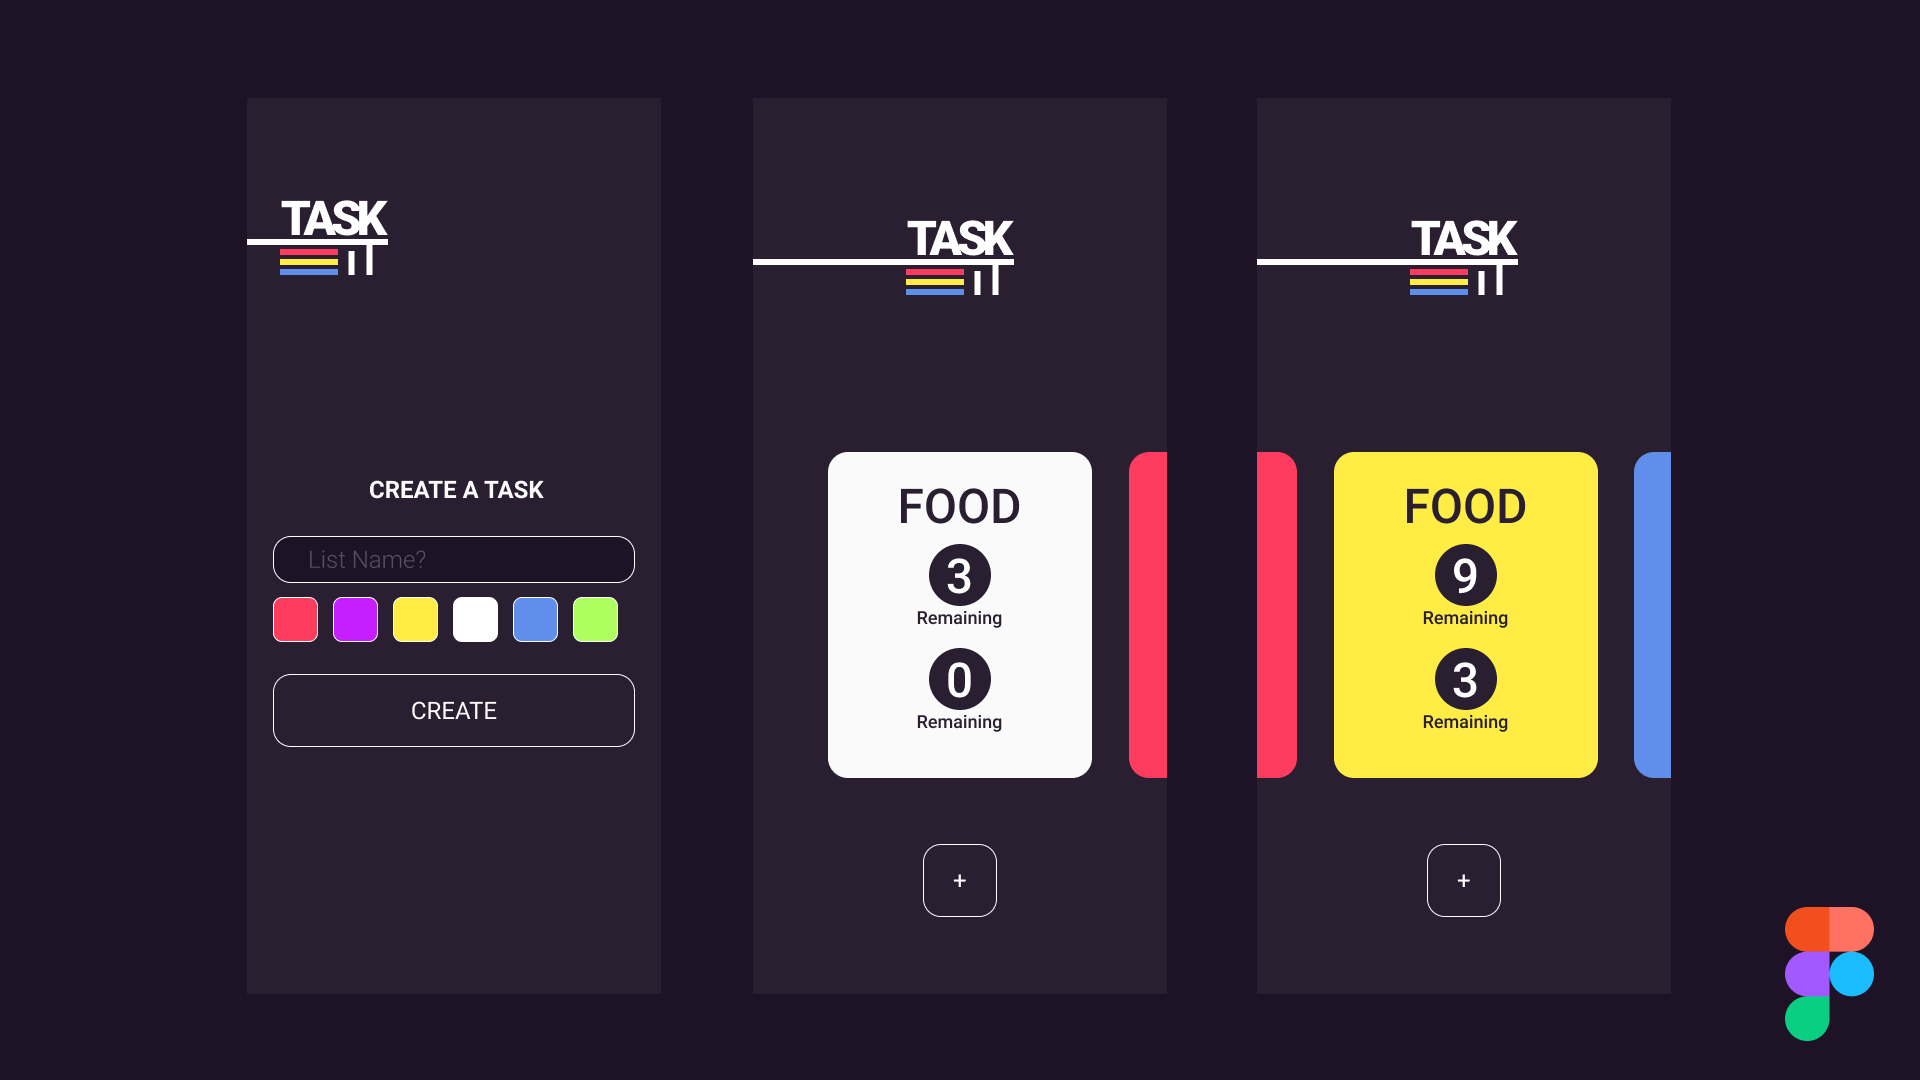 TASK
iT
CREATE A TASK
List Name?
CREATE
TASK
iT
FOOD
3
Remaining
0
Remaining
+
TASK
iT
FOOD
9
Remaining
3
Remaining
+